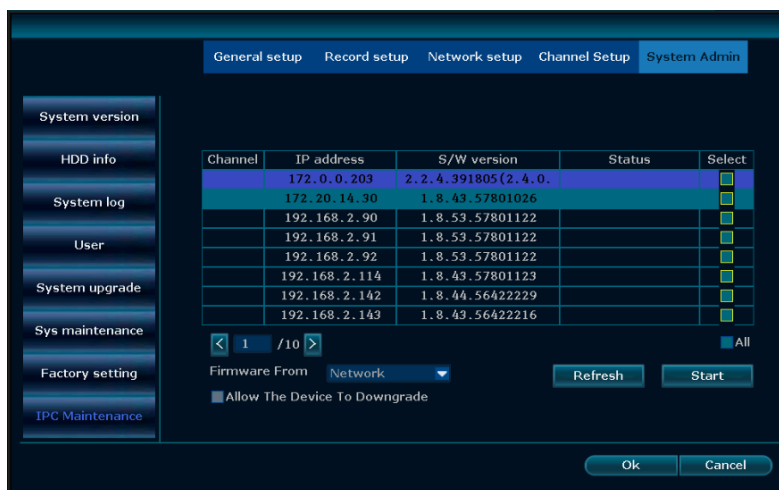 General setup Record setup Network setup Channel Setup System Admin
System version
HDD info
System log
User
System upgrade
Sys maintenance
Factory setting
IPC Maintenance
Channel IP address S/W version Status Select
172.0.0.203 2.2.4.391805(2.4.0.
172.20.14.30 1.8.43.57801026
192.168.2.90 1.8.53.57801122
192.168.2.91 1.8.53.57801122
192.168.2.92 1.8.53.57801122
192.168.2.114 1.8.43.57801123
192.168.2.142 1.8.44.56422229
192.168.2.143 1.8.43.56422216
< 1 /10 > All
Firmware From Network Refresh Start
Allow The Device To Downgrade
Ok Cancel